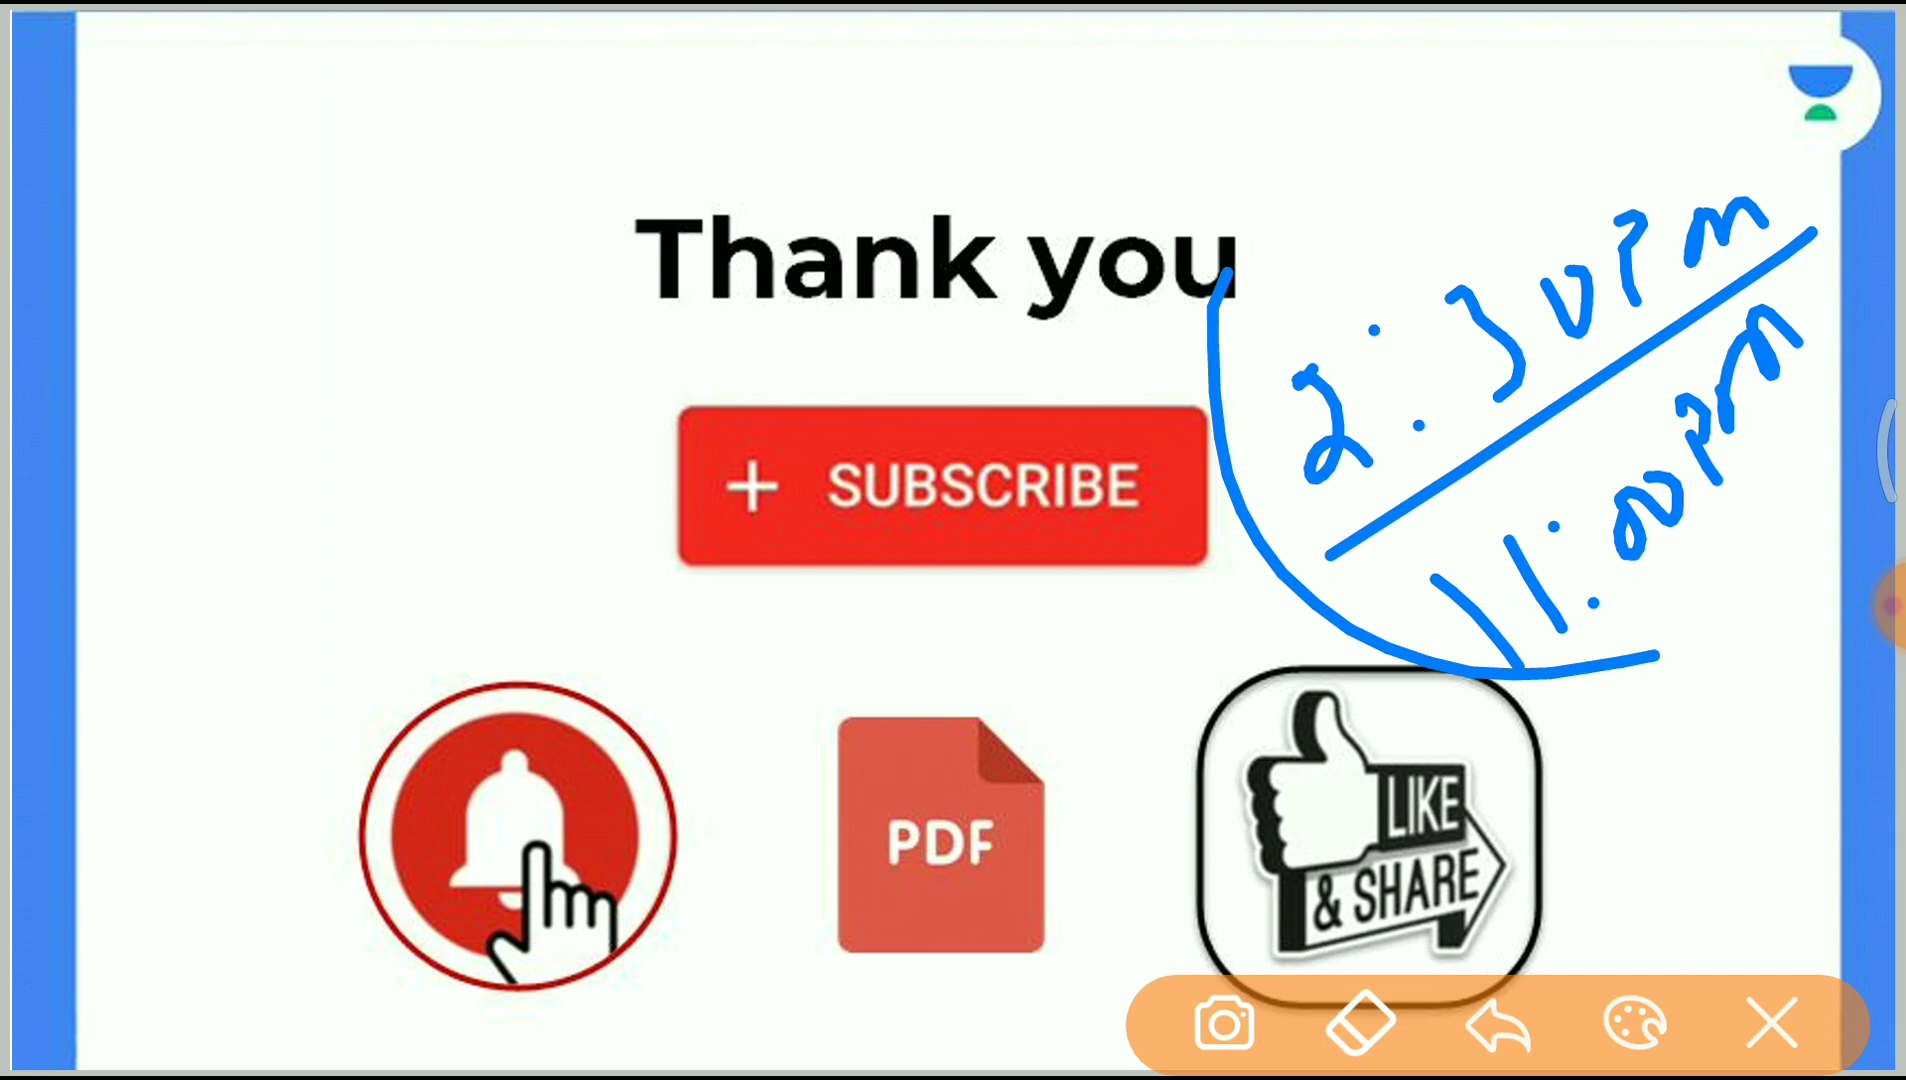 Thank you
2:30Pm
+ SUBSCRIBE
11:00Pm
PDF
LIKE
& SHARE